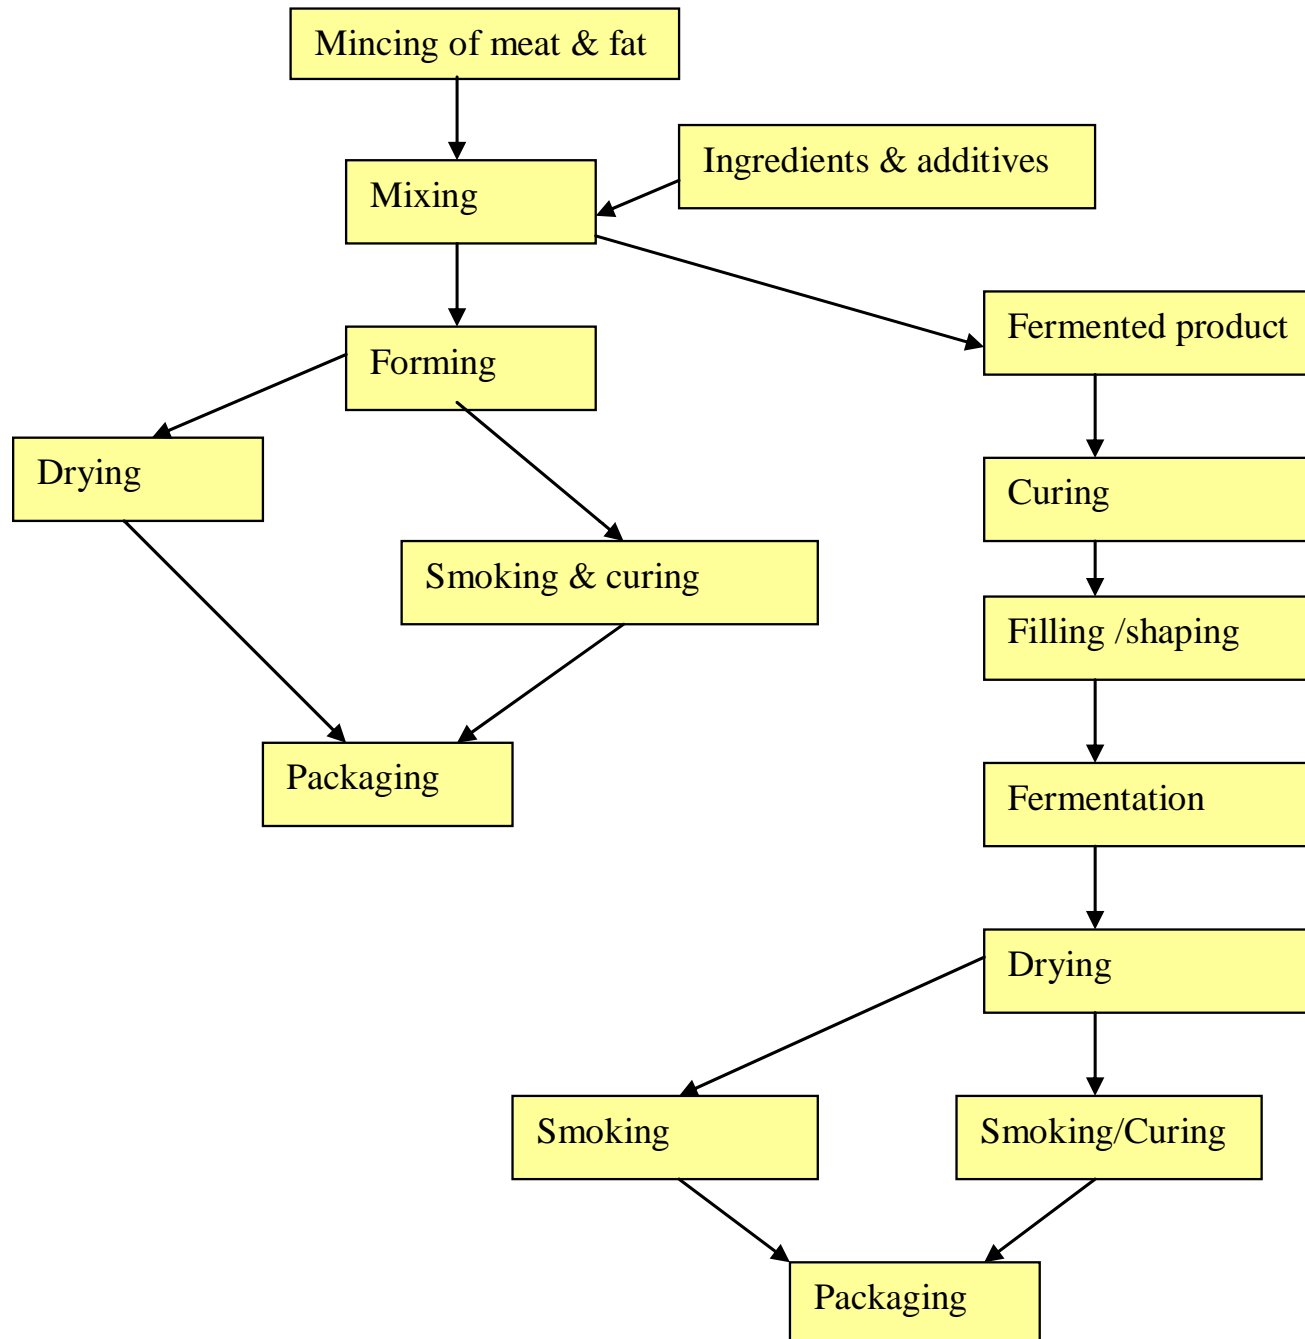 Mincing of meat & fat
Ingredients & additives
Mixing
Fermented product
Forming
Drying
Curing
Smoking & curing
Filling /shaping
Packaging
Fermentation
Drying
Smoking
Smoking/Curing
Packaging